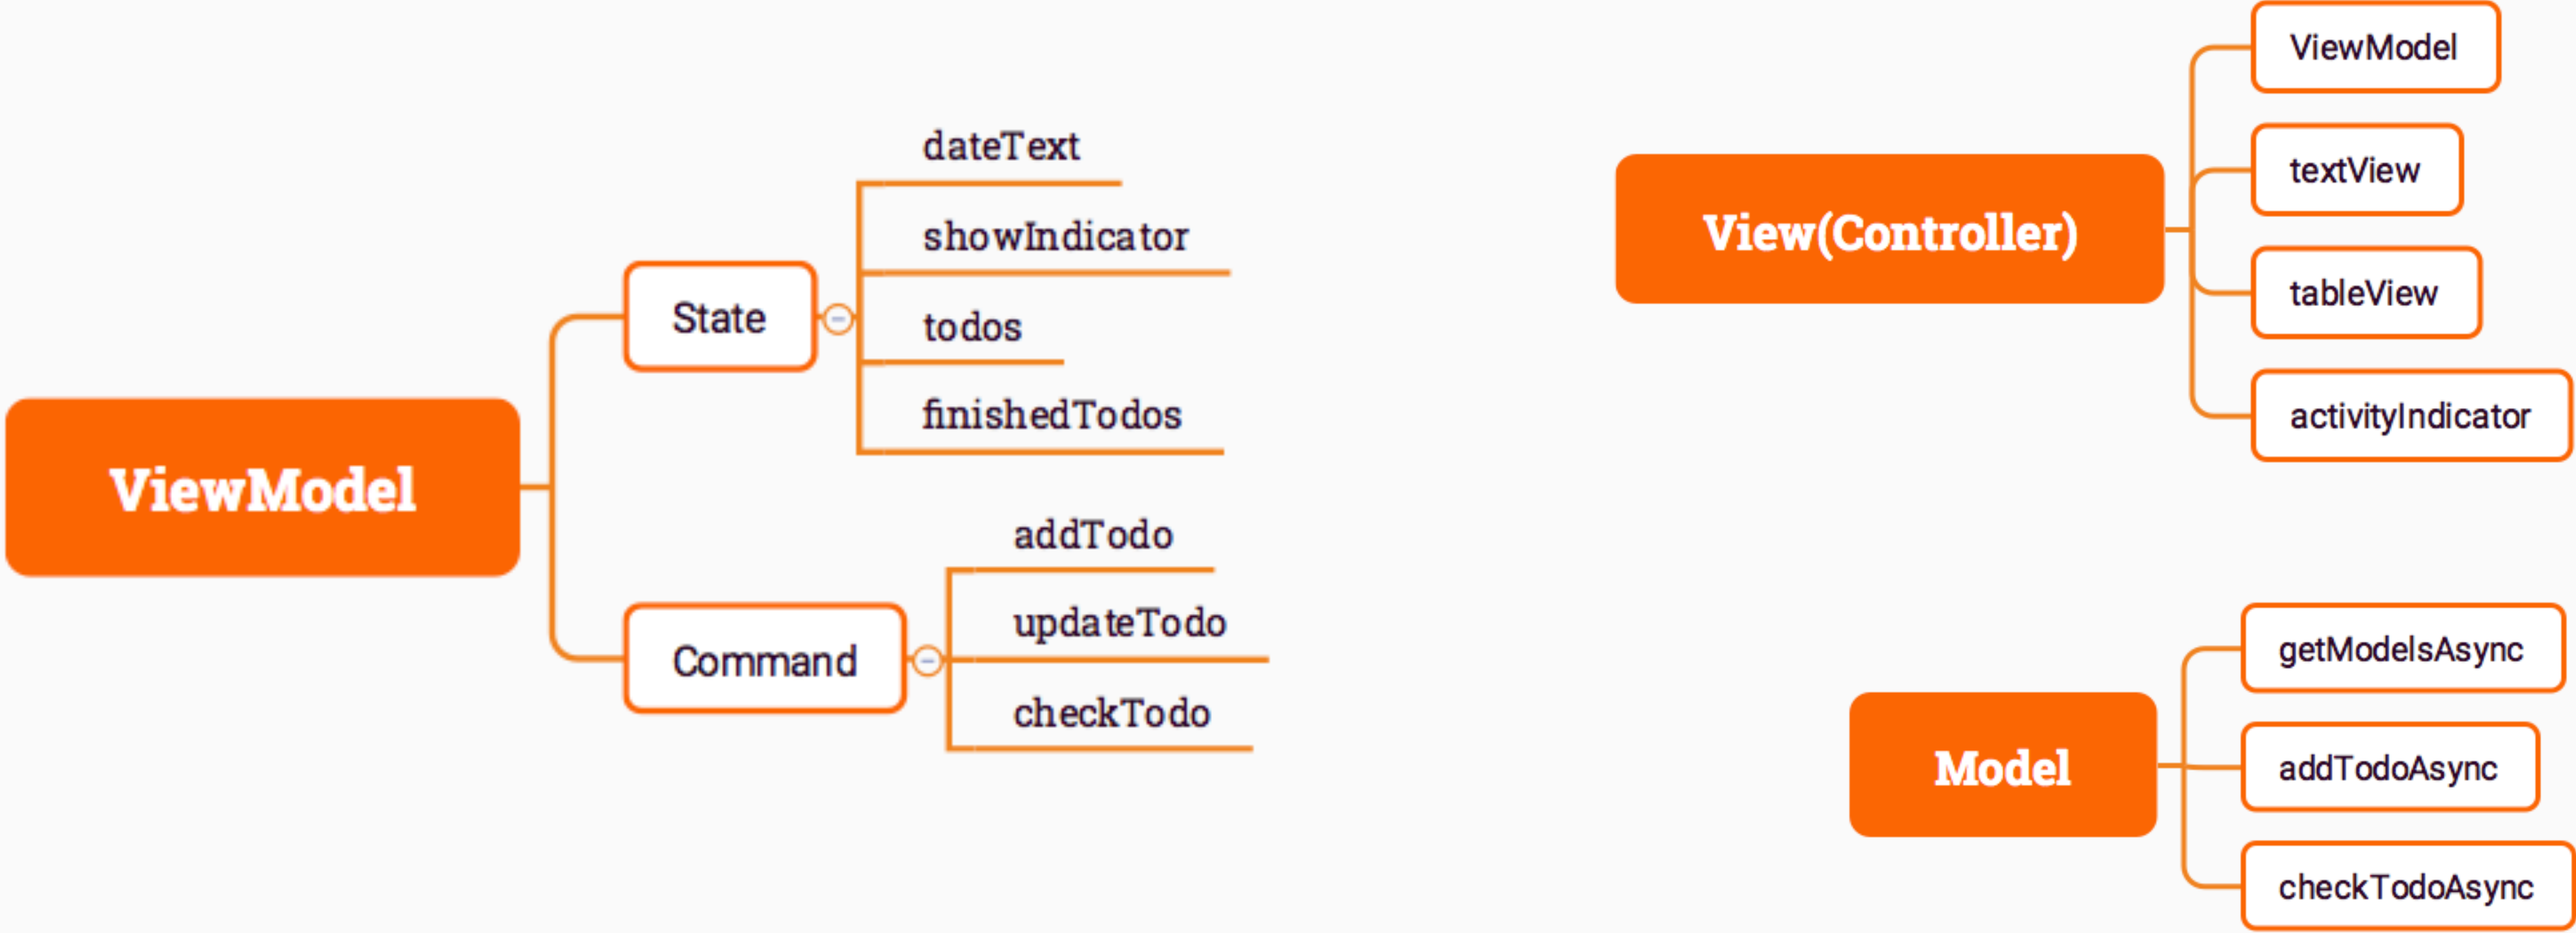 ViewModel
State
dateText
showIndicator
todos
finishedTodos
Command
addTodo
updateTodo
checkTodo
View(Controller)
ViewModel
textView
tableView
activityIndicator
Model
getModelsAsync
addTodoAsync
checkTodoAsync